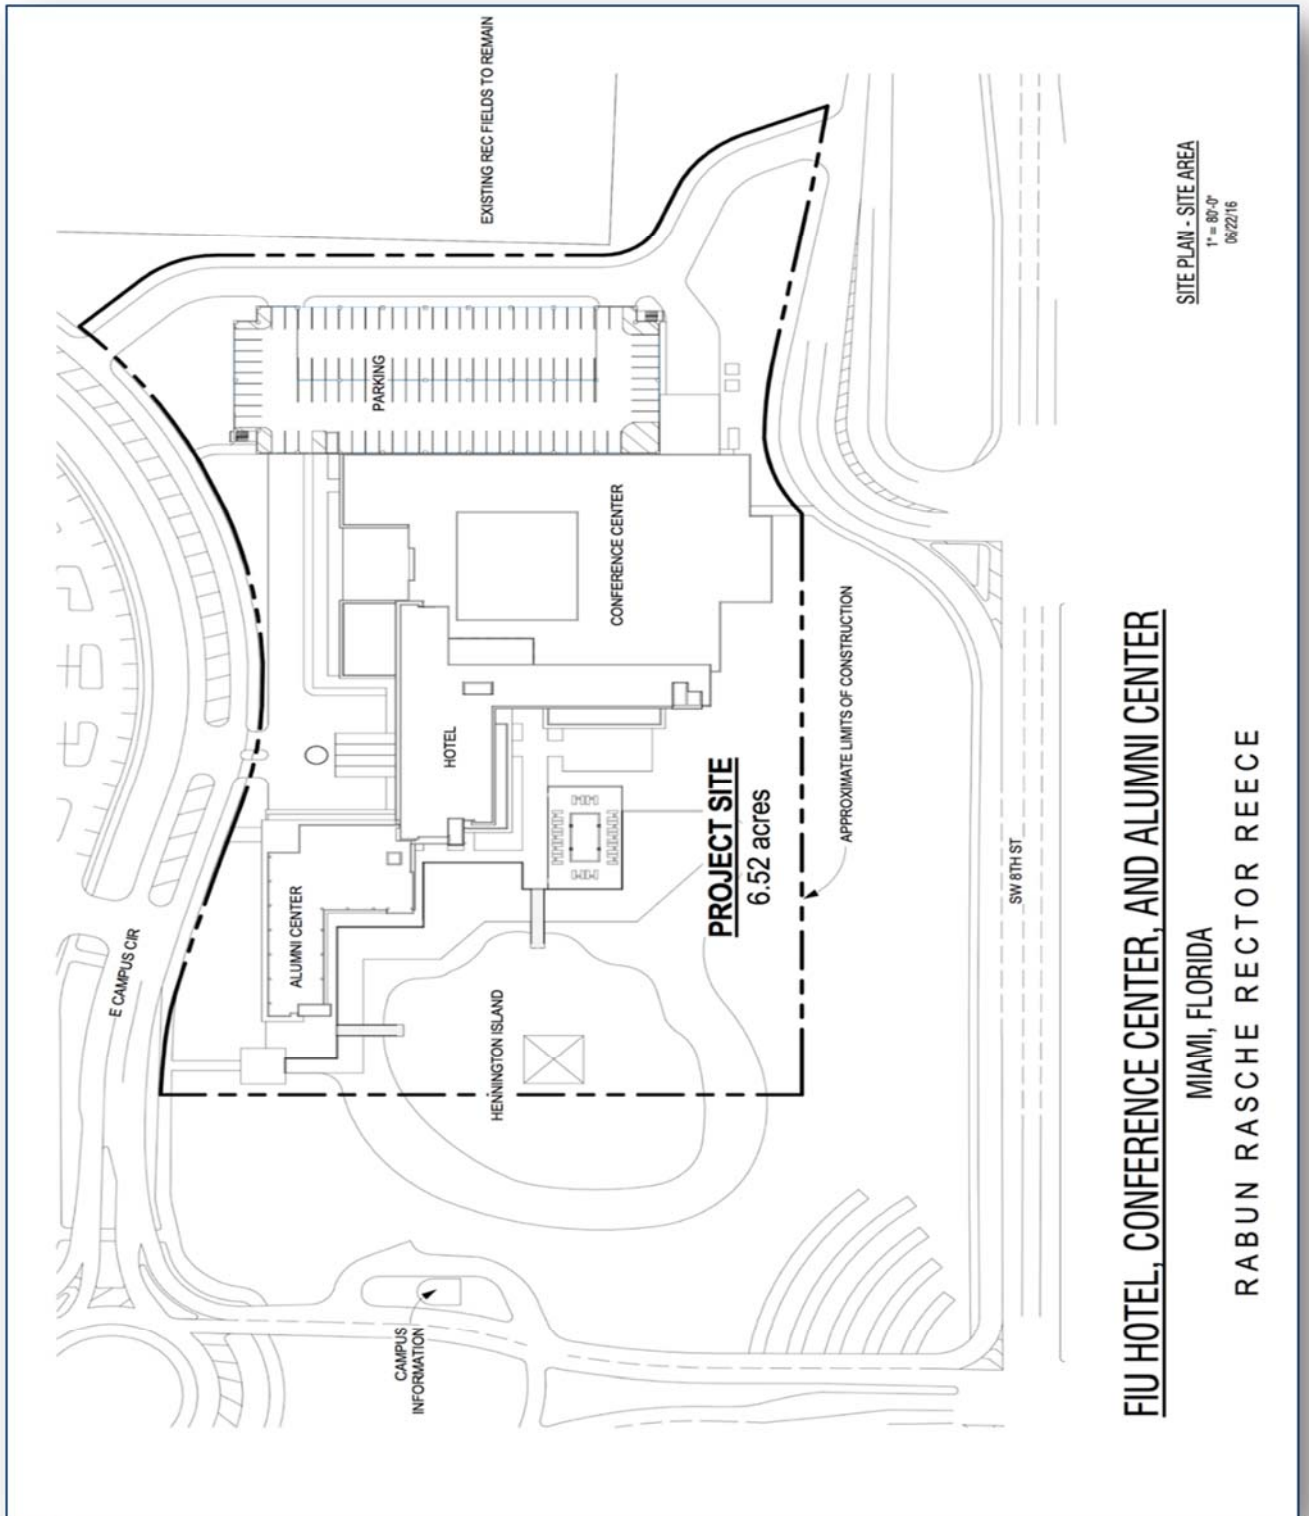 EXISTING REC FIELDS TO REMAIN
PARKING
CONFERENCE CENTER
HOTEL
ALUMNI CENTER
E CAMPUS CIR
HENNINGTON ISLAND
PROJECT SITE
6.52 acres
APPROXIMATE LIMITS OF CONSTRUCTION
SW 8TH ST
CAMPUS
INFORMATION
SITE PLAN - SITE AREA
1" = 80'-0"
06/22/16
FIU HOTEL, CONFERENCE CENTER, AND ALUMNI CENTER
MIAMI, FLORIDA
RABUN RASCHE RECTOR REECE